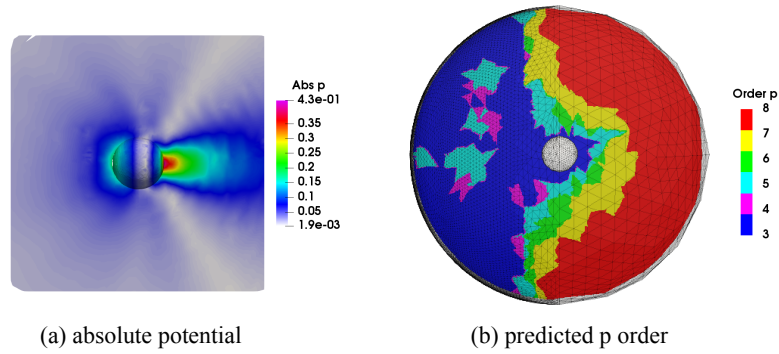 Abs p
4.3e-01
0.35
0.3
0.25
0.2
0.15
0.1
0.05
1.9e-03
Order p
8
7
6
5
4
3
(a) absolute potential
(b) predicted p order